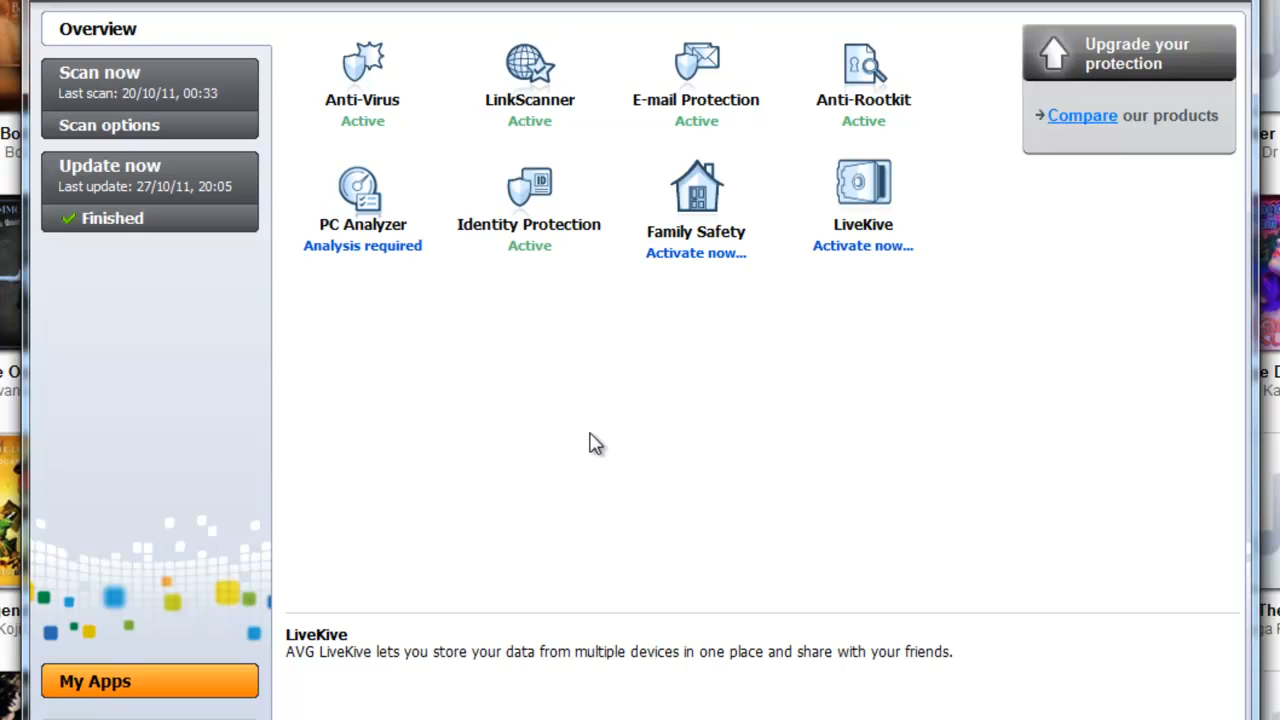 Overview
Scan now
Last scan: 20/10/11, 00:33
Scan options
Update now
Last update: 27/10/11, 20:05
Finished
My Apps
Anti-Virus
Active
LinkScanner
Active
E-mail Protection
Active
Anti-Rootkit
Active
PC Analyzer
Analysis required
Identity Protection
Active
ID
Family Safety
Activate now...
LiveKive
Activate now...
Upgrade your
protection
Compare our products
LiveKive
AVG LiveKive lets you store your data from multiple devices in one place and share with your friends.